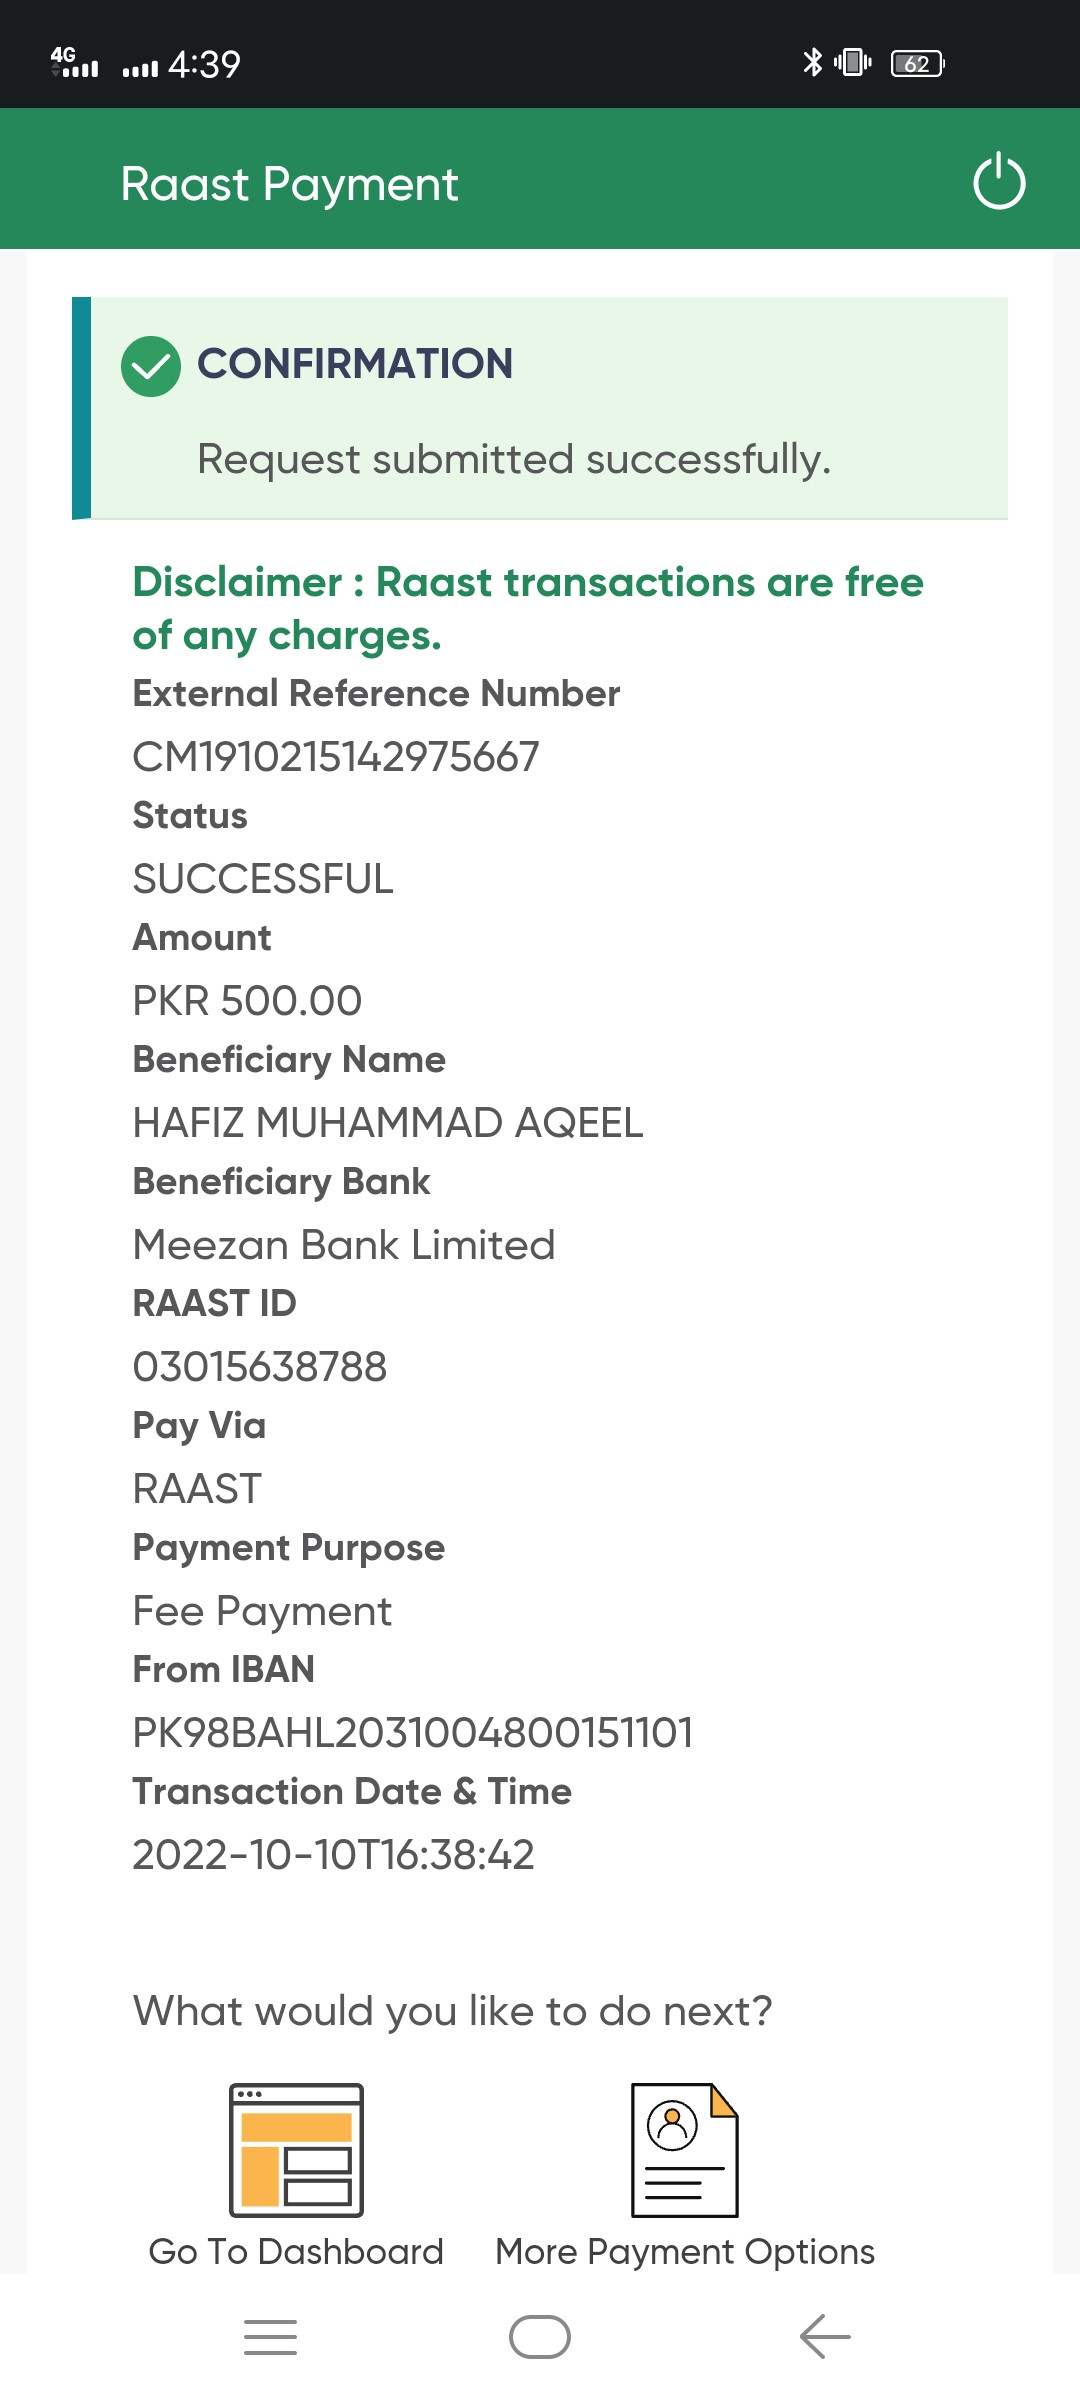 4G 4:39 62
Raast Payment
CONFIRMATION
Request submitted successfully.
Disclaimer : Raast transactions are free
of any charges.
External Reference Number
CM1910215142975667
Status
SUCCESSFUL
Amount
PKR 500.00
Beneficiary Name
HAFIZ MUHAMMAD AQEEL
Beneficiary Bank
Meezan Bank Limited
RAAST ID
03015638788
Pay Via
RAAST
Payment Purpose
Fee Payment
From IBAN
PK98BAHL2031004800151101
Transaction Date & Time
2022-10-10T16:38:42
What would you like to do next?
Go To Dashboard More Payment Options